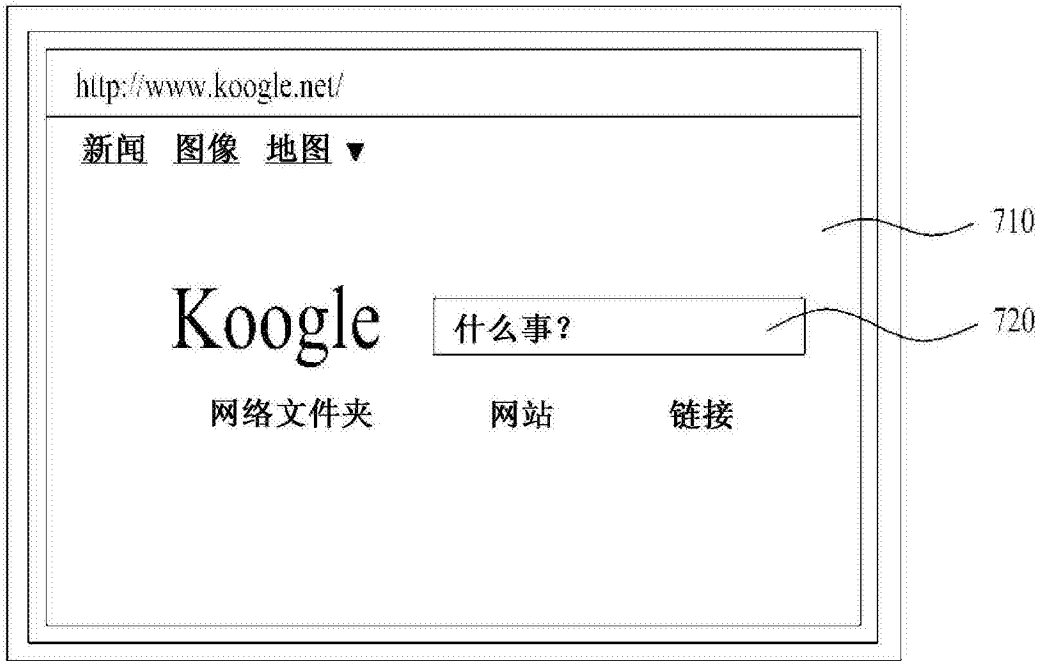 http://www.koogle.net/
新闻 图像 地图 ▼
710
Koogle 什么事？
720
网络文件夹 网站 链接